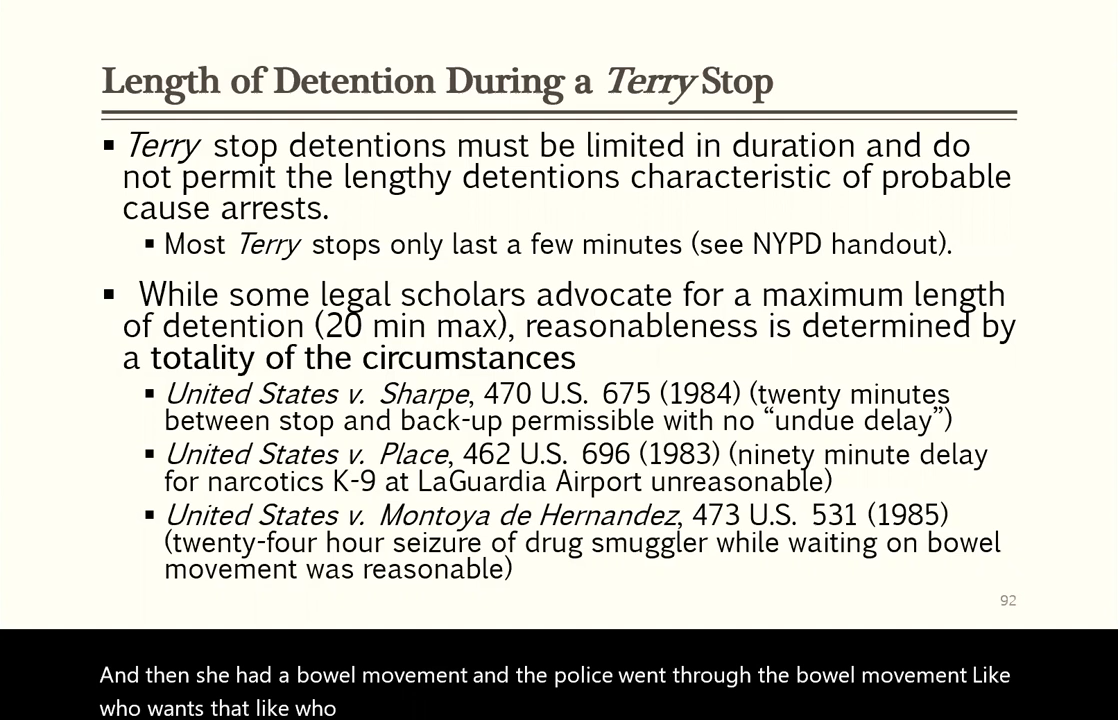 Length of Detention During a Terry Stop
▪ Terry stop detentions must be limited in duration and do
not permit the lengthy detentions characteristic of probable
cause arrests.
▪ Most Terry stops only last a few minutes (see NYPD handout).
▪ While some legal scholars advocate for a maximum length
of detention (20 min max), reasonableness is determined by
a totality of the circumstances
▪ United States v. Sharpe, 470 U.S. 675 (1984) (twenty minutes
between stop and back-up permissible with no “undue delay”)
▪ United States v. Place, 462 U.S. 696 (1983) (ninety minute delay
for narcotics K-9 at LaGuardia Airport unreasonable)
▪ United States v. Montoya de Hernandez, 473 U.S. 531 (1985)
(twenty-four hour seizure of drug smuggler while waiting on bowel
movement was reasonable)
92
And then she had a bowel movement and the police went through the bowel movement Like
who wants that like who